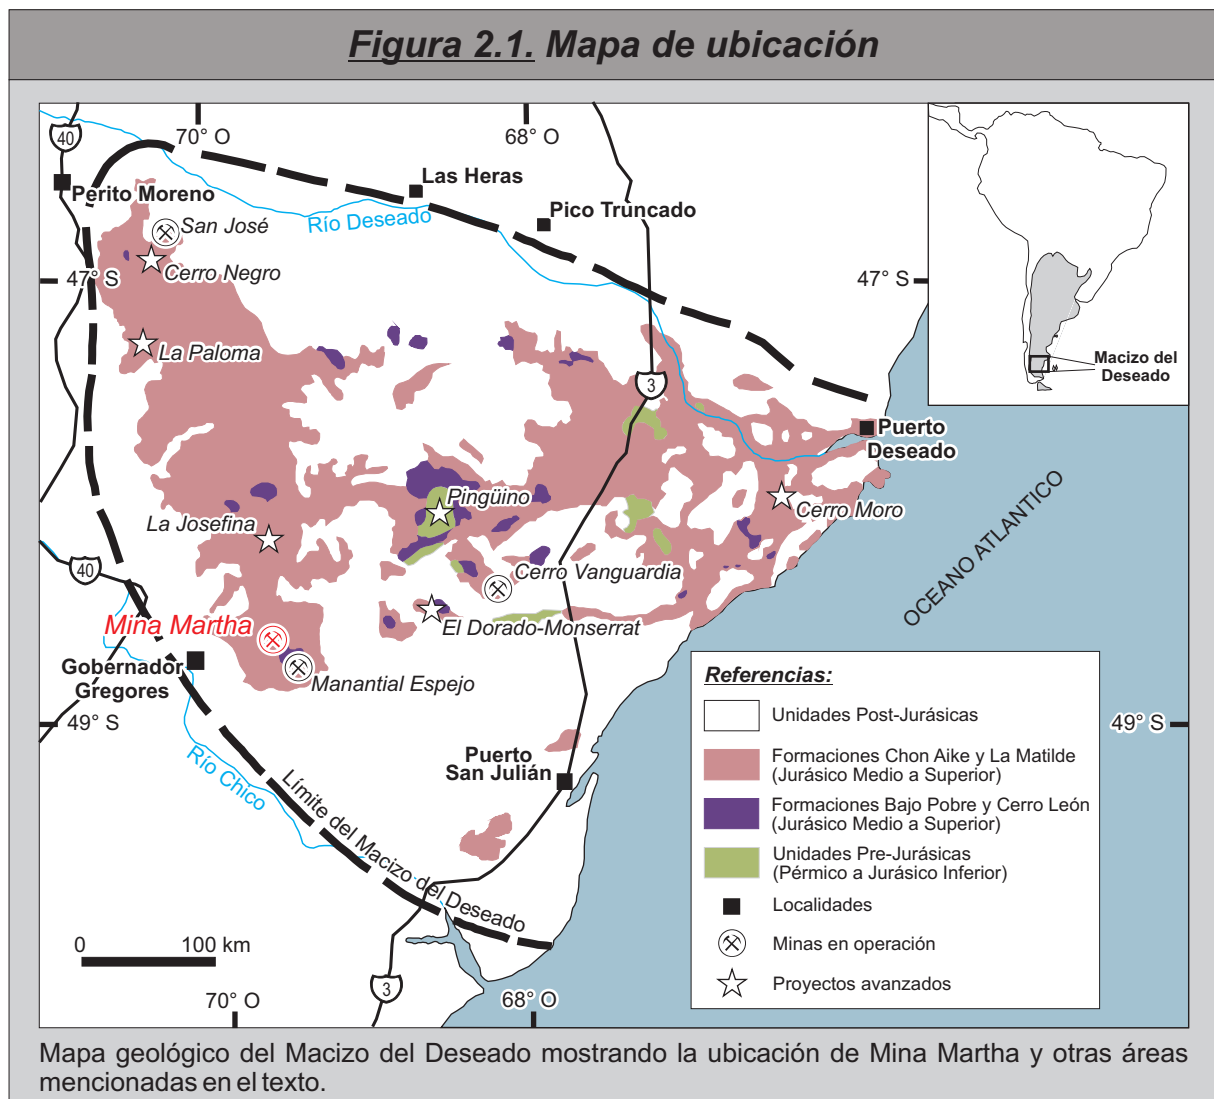 Figura 2.1. Mapa de ubicación
40
70° O
68° O
Perito Moreno
Las Heras
Pico Truncado
Río Deseado
San José
Cerro Negro
47° S
47° S
La Paloma
3
Macizo del
Deseado
Puerto
Deseado
Pingüino
Cerro Moro
La Josefina
Cerro Vanguardia
40
OCEANO ATLANTICO
Mina Martha
El Dorado-Monserrat
Gobernador
Gregores
Manantial Espejo
49° S
49° S
Río Chico
Límite del Macizo del Deseado
Puerto
San Julián
Referencias:
Unidades Post-Jurásicas
Formaciones Chon Aike y La Matilde
(Jurásico Medio a Superior)
Formaciones Bajo Pobre y Cerro León
(Jurásico Medio a Superior)
Unidades Pre-Jurásicas
(Pérmico a Jurásico Inferior)
Localidades
Minas en operación
Proyectos avanzados
0 100 km
3
70° O
68° O
Mapa geológico del Macizo del Deseado mostrando la ubicación de Mina Martha y otras áreas
mencionadas en el texto.